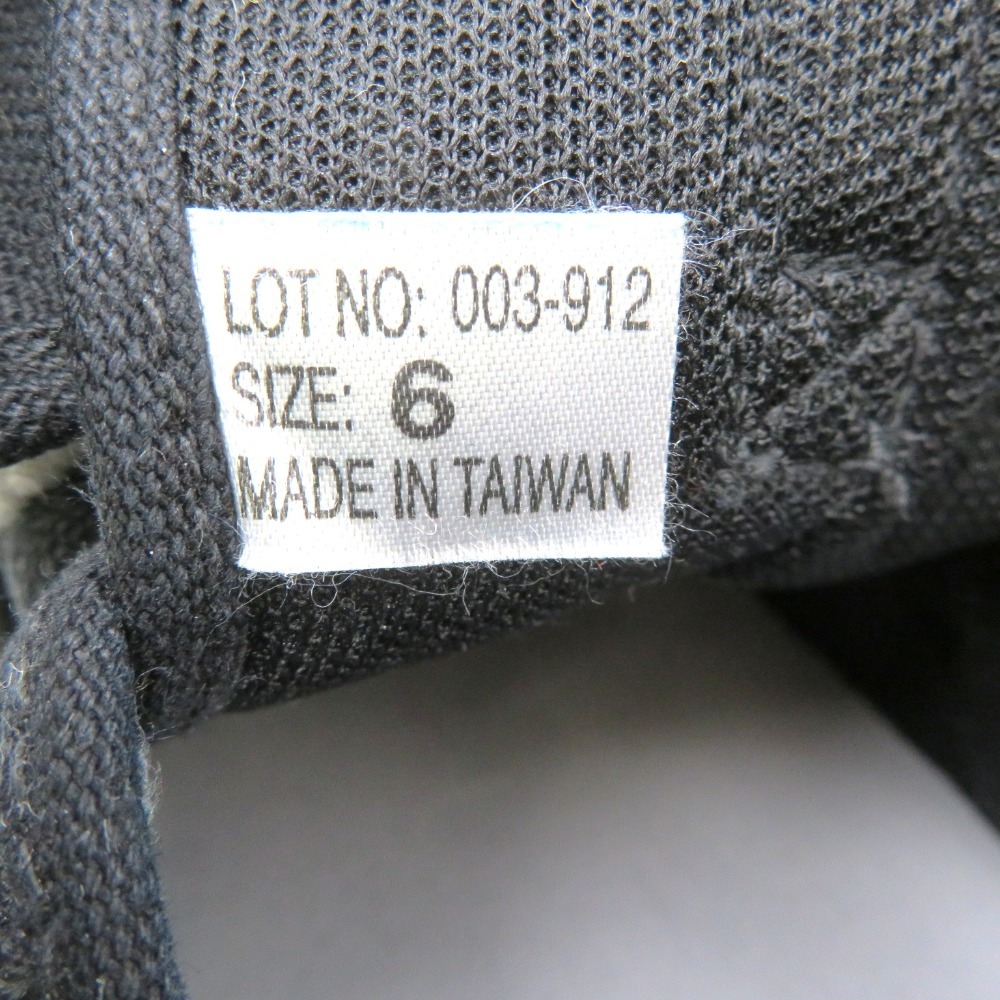 LOT NO: 003-912
SIZE: 6
MADE IN TAIWAN